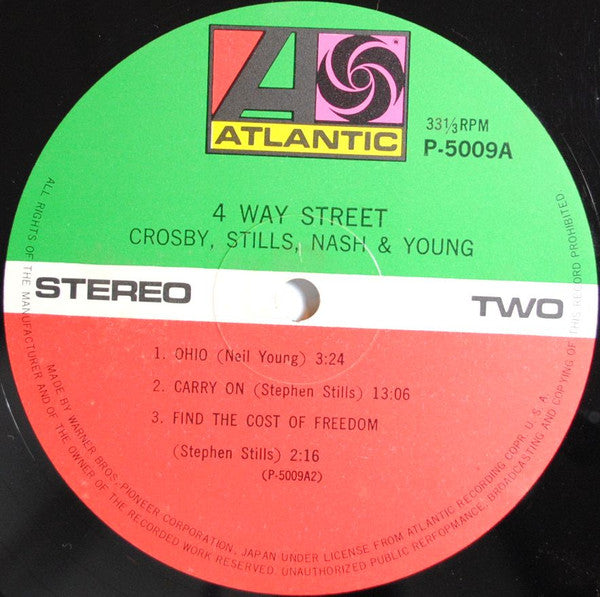 ATLANTIC
33⅓RPM
P-5009A
4 WAY STREET
CROSBY, STILLS, NASH & YOUNG
STEREO
TWO
1. OHIO (Neil Young) 3:24
2. CARRY ON (Stephen Stills) 13:06
3. FIND THE COST OF FREEDOM
(Stephen Stills) 2:16
(P-5009A2)
ALL RIGHTS OF THE MANUFACTURER AND OF THE OWNER OF THE RECORDED WORK RESERVED. UNAUTHORIZED PUBLIC RERFORMANCE, BROADCASTING AND COPYING OF THIS RECORD PROHIBITED.
MADE BY WARNER BROS., PIONEER CORPORATION, JAPAN UNDER LICENSE FROM ATLANTIC RECORDING COPR U.S.A.